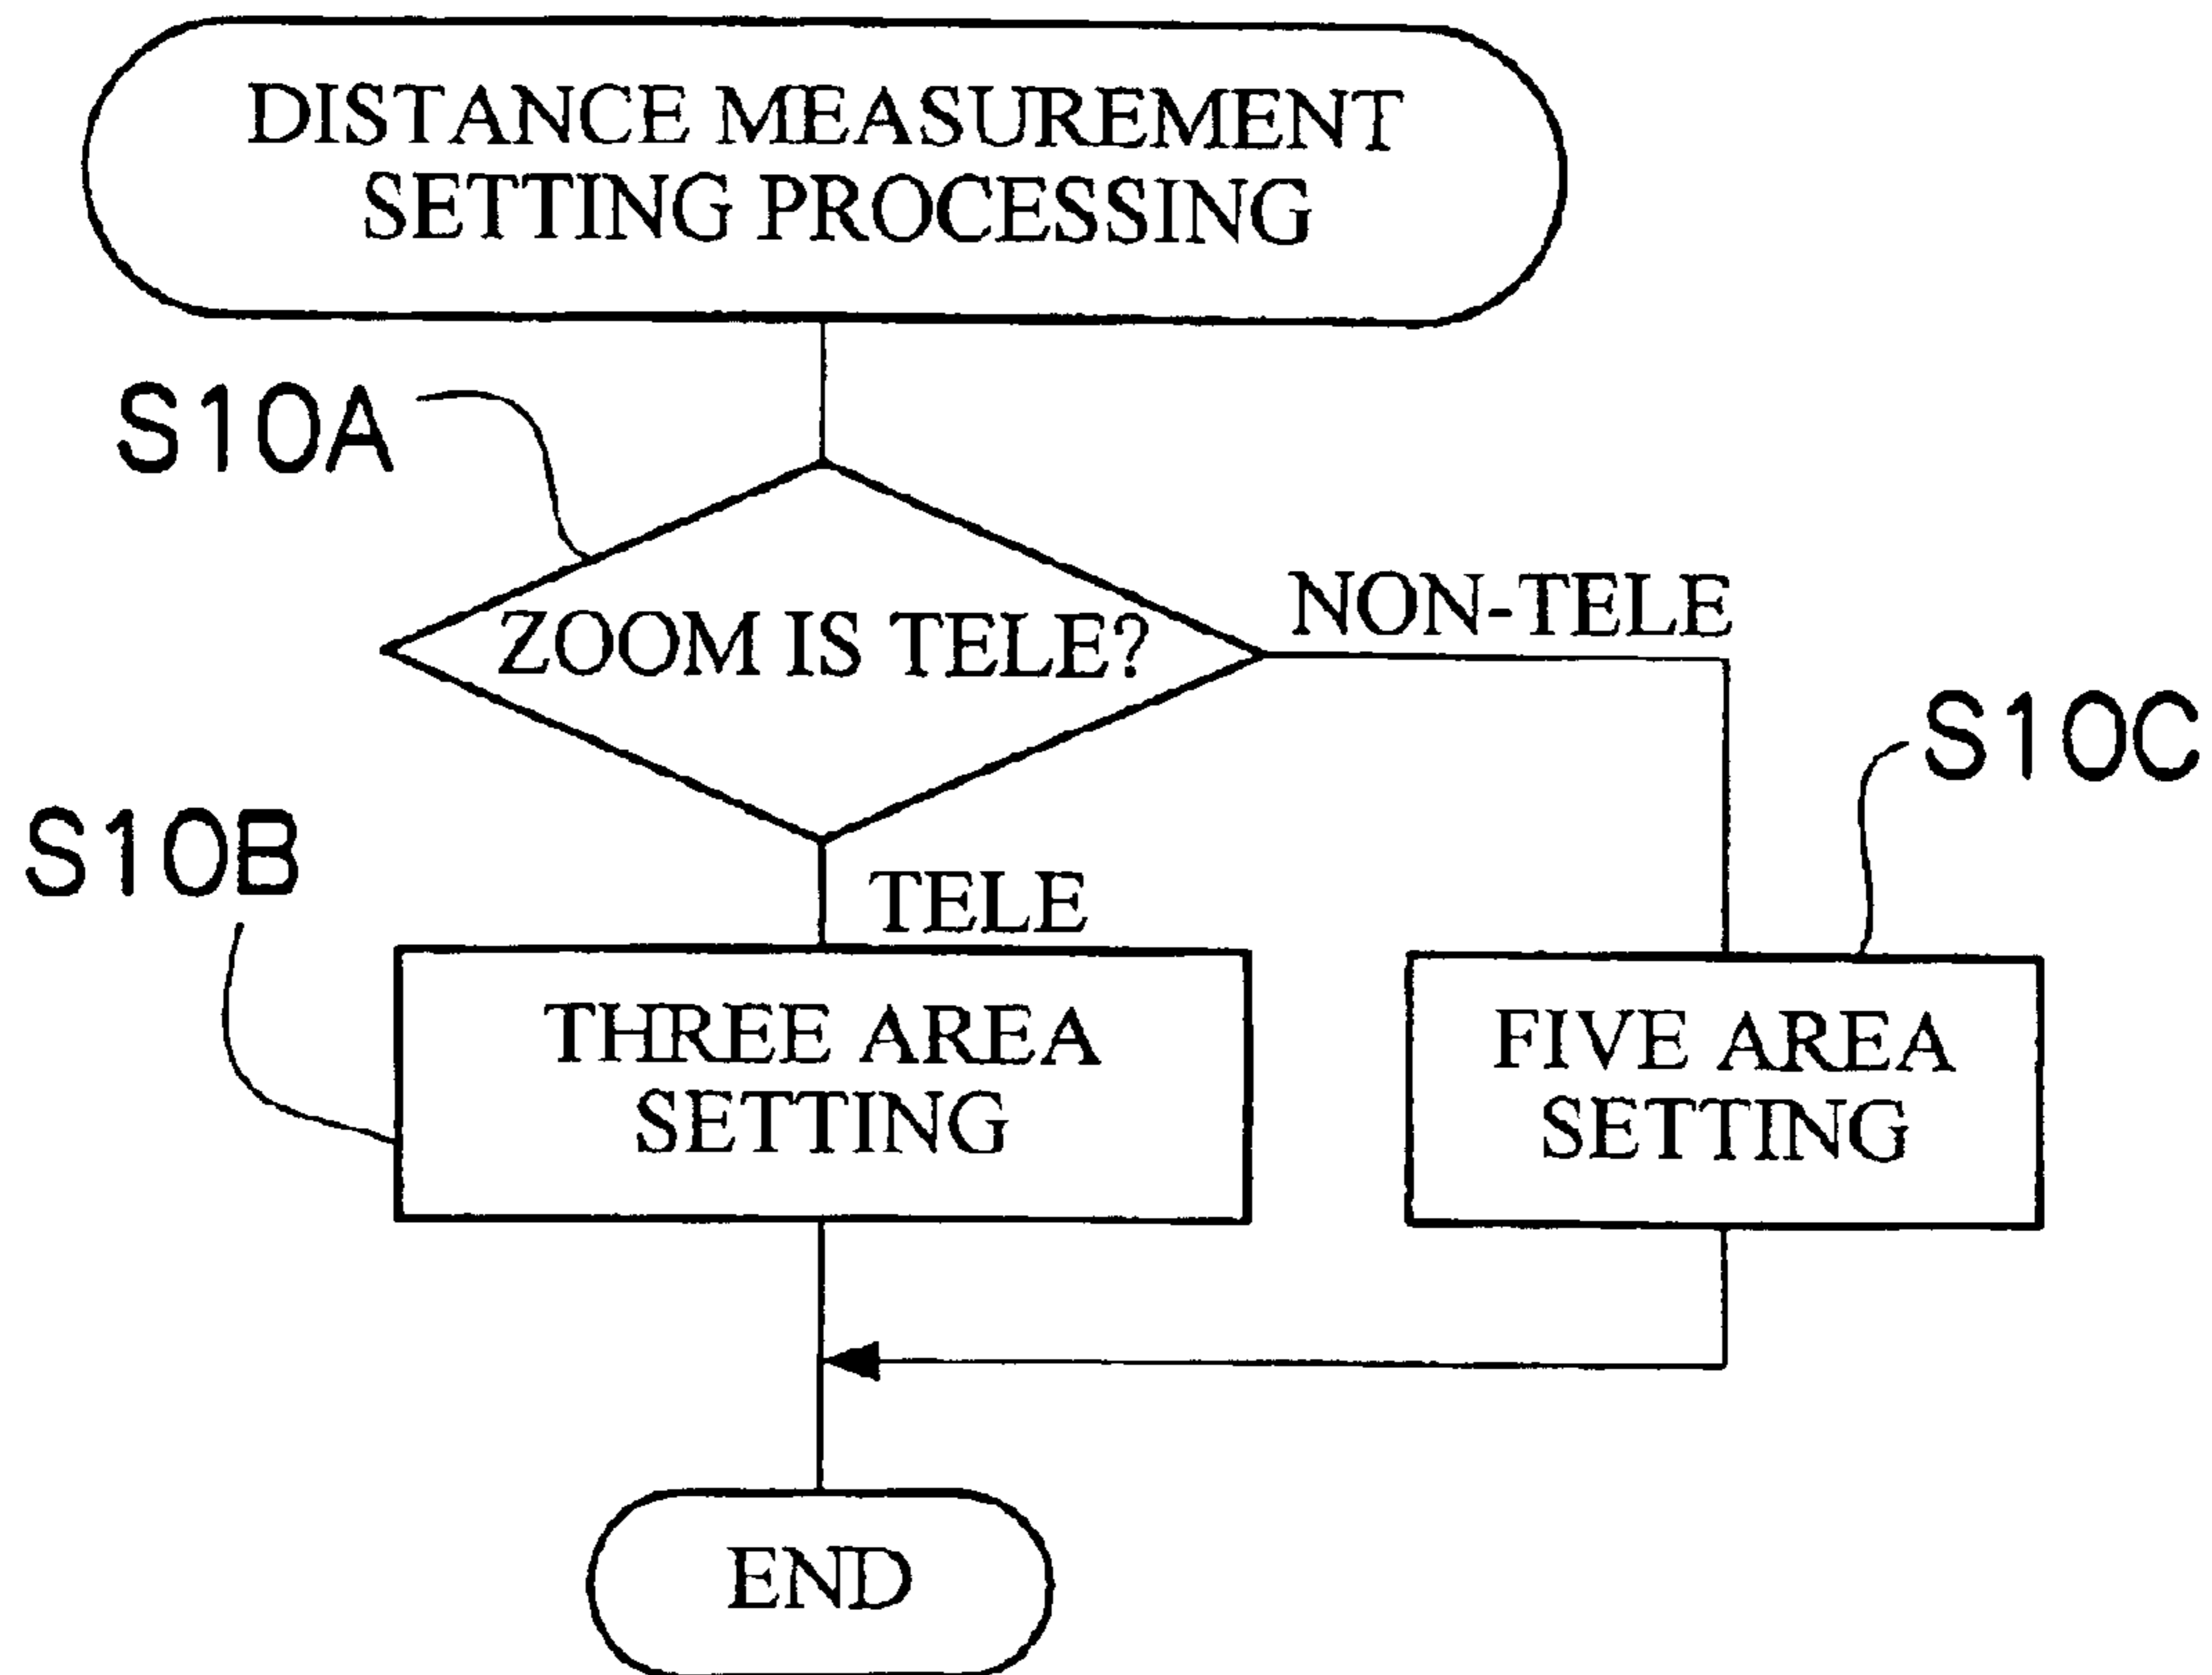 DISTANCE MEASUREMENT
SETTING PROCESSING
S10A
ZOOM IS TELE?
NON-TELE
S10C
S10B
TELE
THREE AREA
SETTING
FIVE AREA
SETTING
END